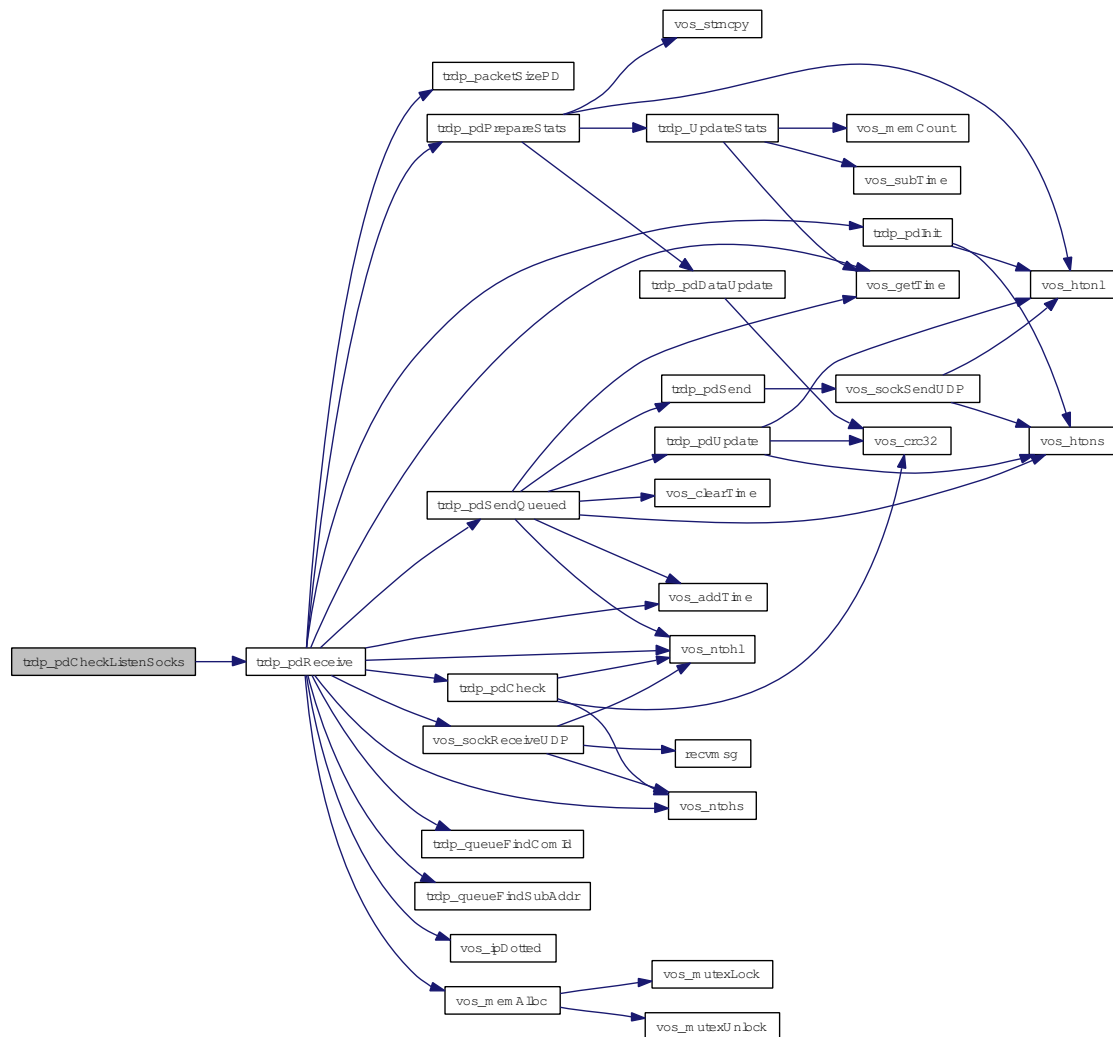 vos_strncpy
trdp_packetSizePD
trdp_pdPrepareStats
trdp_UpdateStats
vos_memCount
vos_subTime
trdp_pdInit
trdp_pdDataUpdate
vos_getTime
vos_htonl
trdp_pdSend
vos_sockSendUDP
trdp_pdUpdate
vos_crc32
vos_htons
vos_clearTime
trdp_pdSendQueued
vos_addTime
vos_ntohl
trdp_pdCheckListenSocks
trdp_pdReceive
trdp_pdCheck
vos_sockReceiveUDP
recvmsg
vos_ntohs
trdp_queueFindComId
trdp_queueFindSubAddr
vos_ipDotted
vos_mutexLock
vos_memAlloc
vos_mutexUnlock